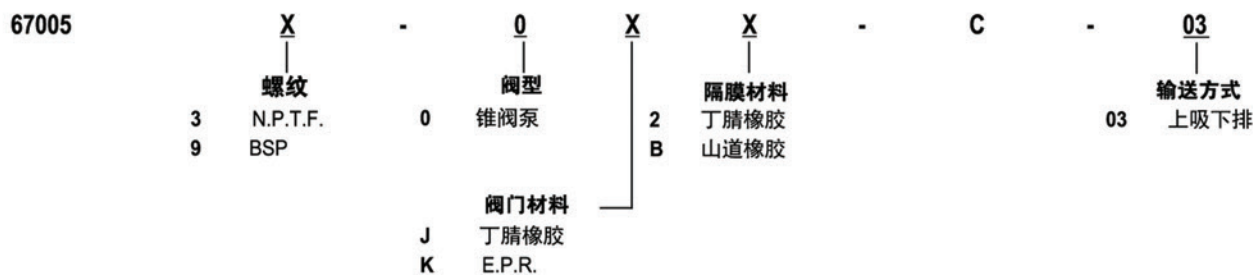 67005 X - 0 X X - C - 03
螺纹 阀型 隔膜材料 输送方式
3 N.P.T.F. 0 锥阀泵 2 丁腈橡胶 03 上吸下排
9 BSP B 山道橡胶
阀门材料
J 丁腈橡胶
K E.P.R.